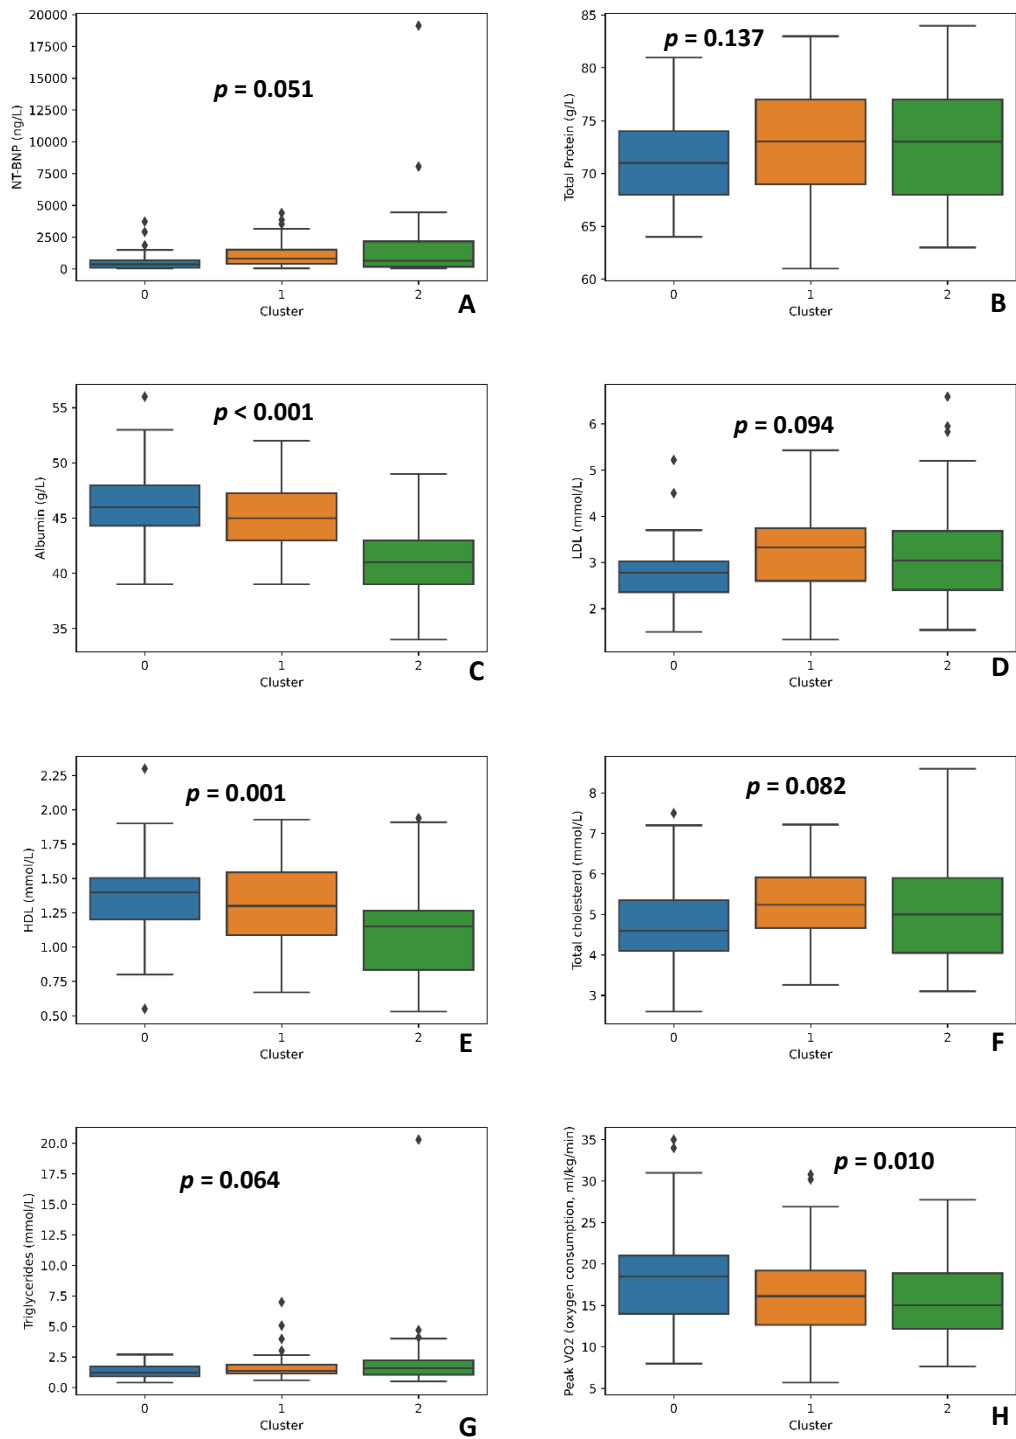 20000
17500
15000
12500
10000
7500
5000
2500
0
NT-BNP (ng/L)
p = 0.051
0 1 2
Cluster
A
85
80
75
70
65
60
Total Protein (g/L)
p = 0.137
0 1 2
Cluster
B
55
50
45
40
35
Albumin (g/L)
p < 0.001
0 1 2
Cluster
C
6
5
4
3
2
LDL (mmol/L)
p = 0.094
0 1 2
Cluster
D
2.25
2.00
1.75
1.50
1.25
1.00
0.75
0.50
HDL (mmol/L)
p = 0.001
0 1 2
Cluster
E
8
7
6
5
4
3
Total cholesterol (mmol/L)
p = 0.082
0 1 2
Cluster
F
20.0
17.5
15.0
12.5
10.0
7.5
5.0
2.5
0.0
Triglycerides (mmol/L)
p = 0.064
0 1 2
Cluster
G
35
30
25
20
15
10
5
Peak VO2 (oxygen consumption, ml/kg/min)
p = 0.010
0 1 2
Cluster
H